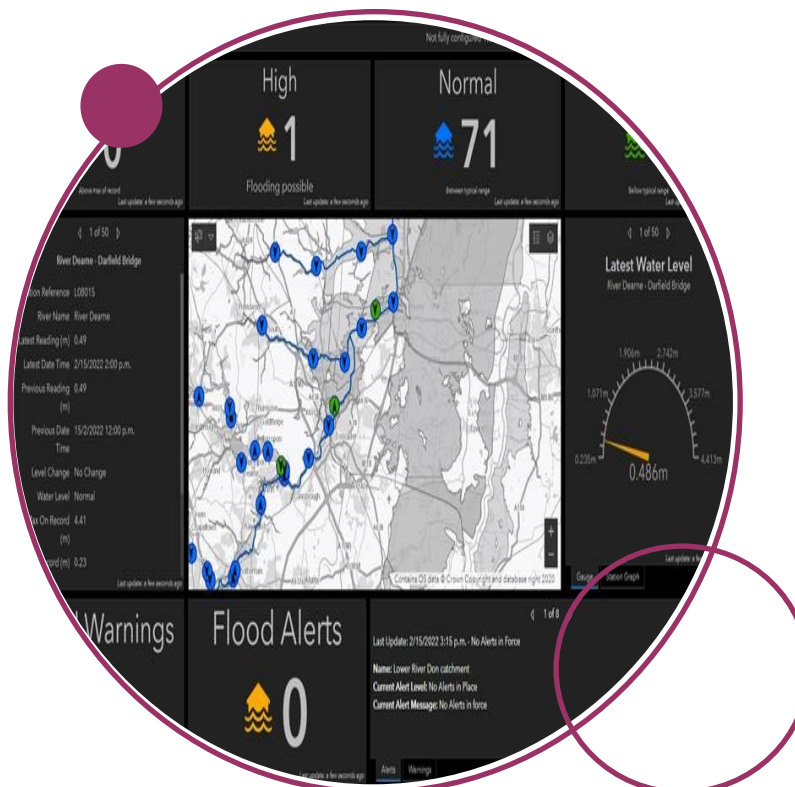 Not fully configured
High
1
Flooding possible
Last update: a few seconds ago
Normal
71
Between typical range
Last update: a few seconds ago
Above max of record
Last update: a few seconds ago
Below typical range
1 of 50
River Dearne - Darfield Bridge
Reference L08015
River Name River Dearne
Latest Reading (m) 0.49
Latest Date Time 2/15/2022 2:00 p.m.
Previous Reading 0.49
(m)
Previous Date 15/2/2022 12:00 p.m.
Time
Level Change No Change
Water Level Normal
Max On Record 4.41
(m)
(m) 0.23
Last update: a few seconds ago
Contains OS data © Crown Copyright and database right 2020
1 of 50
Latest Water Level
River Dearne - Darfield Bridge
0.235m
1.071m
1.906m
2.742m
3.577m
4.413m
0.486m
Gauge Station Graph
Warnings
Flood Alerts
0
Last update: a few seconds ago
1 of 8
Last Update: 2/15/2022 3:15 p.m. - No Alerts in Force
Name: Lower River Don catchment
Current Alert Level: No Alerts in Place
Current Alert Message: No Alerts in force
Alerts Warnings